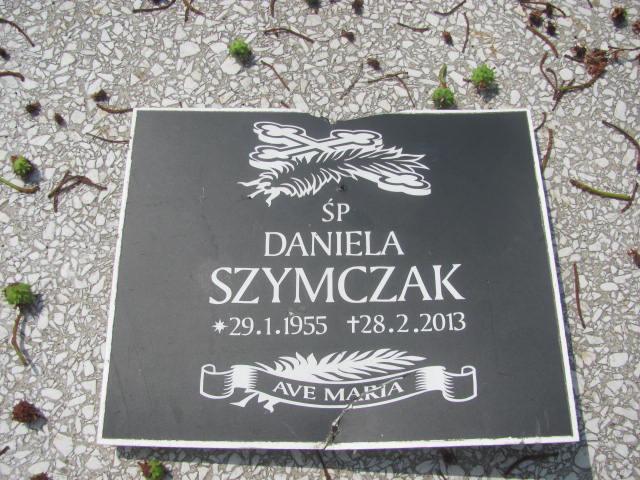 ŚP
DANIELA
SZYMCZAK
*29.1.1955 †28.2.2013
AVE MARIA